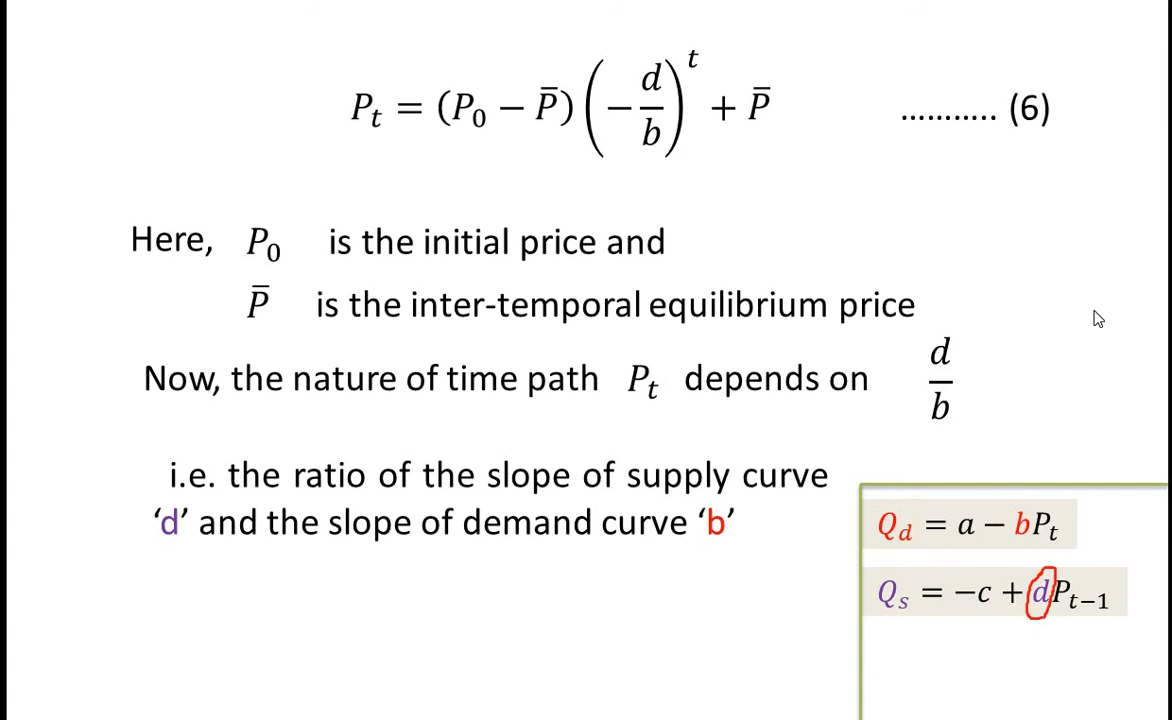 P_t = (P_0 − P̄)(−d/b)^t + P̄ ........... (6)
Here, P_0 is the initial price and
P̄ is the inter-temporal equilibrium price
Now, the nature of time path P_t depends on d/b
i.e. the ratio of the slope of supply curve
‘d’ and the slope of demand curve ‘b’
Q_d = a − bP_t
Q_s = −c + dP_{t−1}